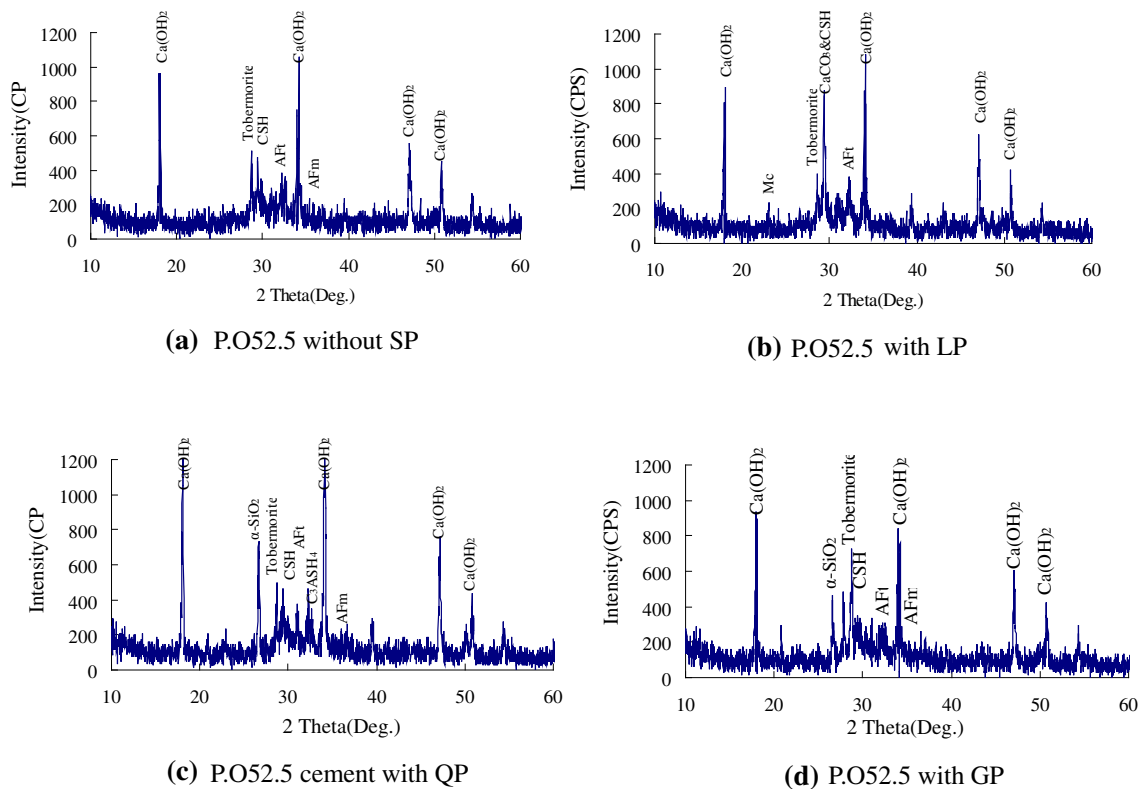 Ca(OH)2
Tobermorite
CSH
AFt
Ca(OH)2
AFm
Ca(OH)2
Ca(OH)2
1200
1000
800
600
400
200
0
Intensity(CP
10 20 30 40 50 60
2 Theta(Deg.)
(a) P.O52.5 without SP
Ca(OH)2
Mc
Tobermorite
CaCO3&CSH
AFt
Ca(OH)2
Ca(OH)2
Ca(OH)2
1200
1000
800
600
400
200
0
Intensity(CPS)
10 20 30 40 50 60
2 Theta(Deg.)
(b) P.O52.5 with LP
Ca(OH)2
α-SiO2
Tobermorite
CSH
AFt
C3ASH4
Ca(OH)2
AFm
Ca(OH)2
Ca(OH)2
1200
1000
800
600
400
200
0
Intensity(CP
10 20 30 40 50 60
2 Theta(Deg.)
(c) P.O52.5 cement with QP
Ca(OH)2
α-SiO2
Tobermorite
CSH
AFt
Ca(OH)2
AFm
Ca(OH)2
Ca(OH)2
1200
1000
800
600
400
200
0
Intensity(CPS)
10 20 30 40 50 60
2 Theta(Deg.)
(d) P.O52.5 with GP